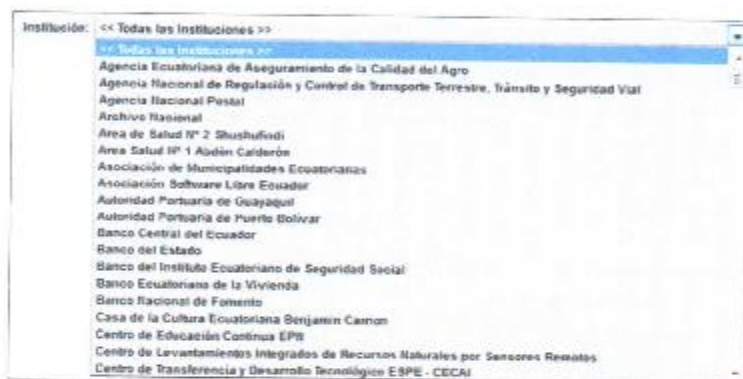 Institución: << Todas las Instituciones >>
<< Todas las Instituciones >>
Agencia Ecuatoriana de Aseguramiento de la Calidad del Agro
Agencia Nacional de Regulación y Control de Transporte Terrestre, Tránsito y Seguridad Vial
Agencia Nacional Postal
Archivo Nacional
Area de Salud Nº 2 Shushufindi
Area Salud Nº 1 Abdón Calderón
Asociación de Municipalidades Ecuatorianas
Asociación Software Libre Ecuador
Autoridad Portuaria de Guayaquil
Autoridad Portuaria de Puerto Bolivar
Banco Central del Ecuador
Banco del Estado
Banco del Instituto Ecuatoriano de Seguridad Social
Banco Ecuatoriano de la Vivienda
Banco Nacional de Fomento
Casa de la Cultura Ecuatoriana Benjamín Carrion
Centro de Educación Continua EPN
Centro de Levantamientos Integrados de Recursos Naturales por Sensores Remotos
Centro de Transferencia y Desarrollo Tecnológico ESPE - CECAI